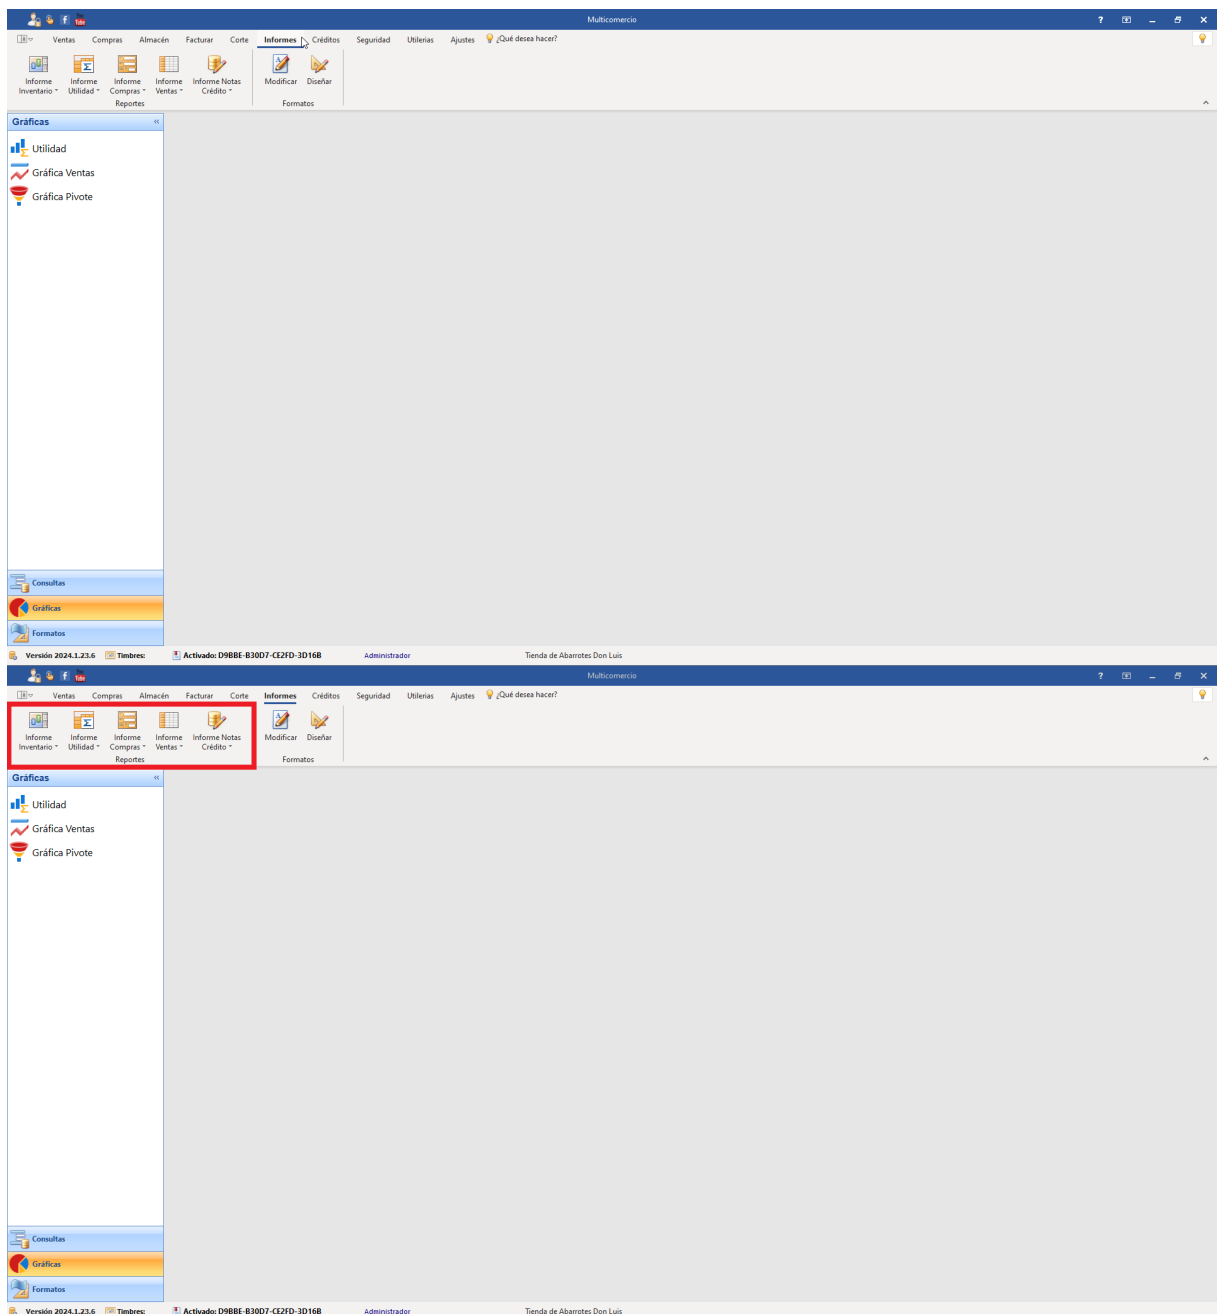 Tube
Multicomercio
?
Ventas Compras Almacén Facturar Corte Informes Créditos Seguridad Utilerias Ajustes ¿Qué desea hacer?
Informe Informe Informe Informe Informe Notas Modificar Diseñar
Inventario Utilidad Compras Ventas Crédito
Reportes Formatos
Gráficas «
Utilidad
Gráfica Ventas
Gráfica Pivote
Consultas
Gráficas
Formatos
Versión 2024.1.23.6 Timbres: Activado: D9BBE-B30D7-CE2FD-3D16B Administrador Tienda de Abarrotes Don Luis
Tube
Multicomercio
?
Ventas Compras Almacén Facturar Corte Informes Créditos Seguridad Utilerias Ajustes ¿Qué desea hacer?
Informe Informe Informe Informe Informe Notas Modificar Diseñar
Inventario Utilidad Compras Ventas Crédito
Reportes Formatos
Gráficas «
Utilidad
Gráfica Ventas
Gráfica Pivote
Consultas
Gráficas
Formatos
Versión 2024.1.23.6 Timbres: Activado: D9BBE-B30D7-CE2FD-3D16B Administrador Tienda de Abarrotes Don Luis